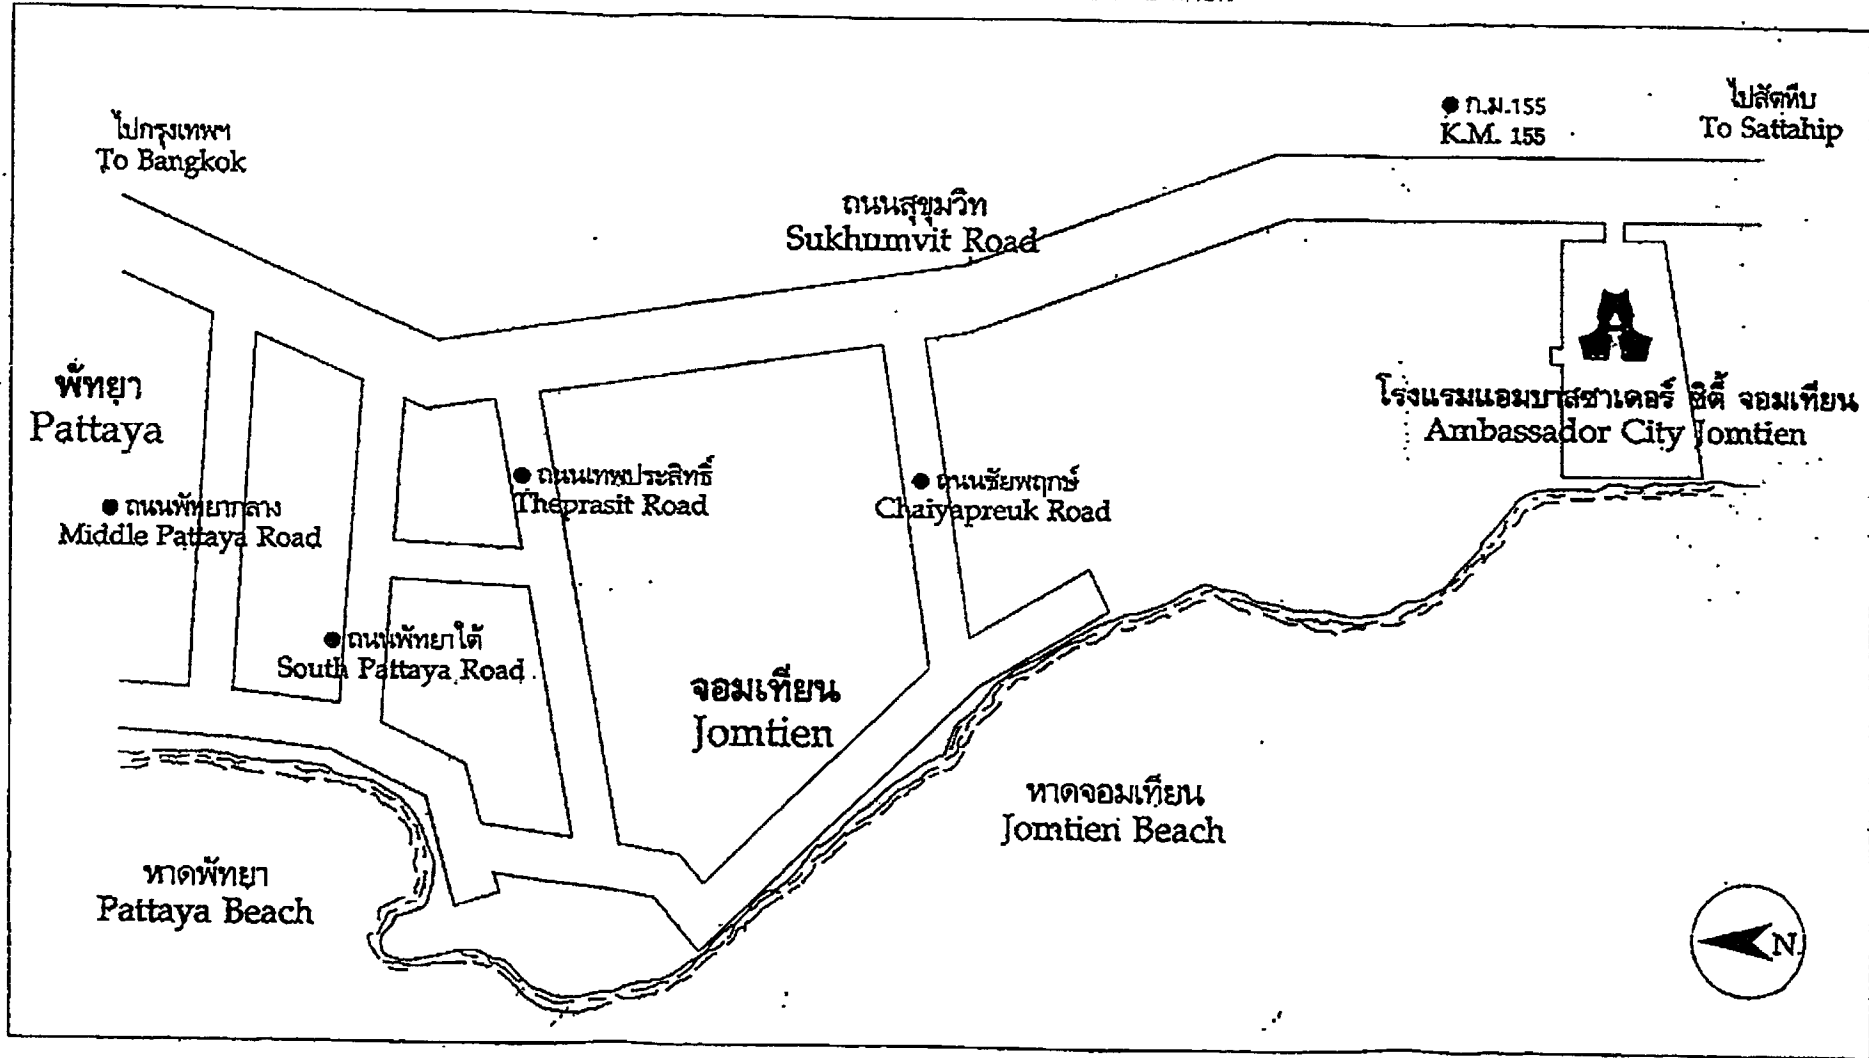 ไปกรุงเทพฯ
To Bangkok
ถนนสุขุมวิท
Sukhumvit Road
ก.ม.155
K.M. 155
ไปสัตหีบ
To Sattahip
พัทยา
Pattaya
ถนนพัทยากลาง
Middle Pattaya Road
ถนนเทพประสิทธิ์
Theprasit Road
ถนนชัยพฤกษ์
Chaiyapreuk Road
โรงแรมแอมบาสซาเดอร์ ซิตี้ จอมเทียน
Ambassador City Jomtien
ถนนพัทยาใต้
South Pattaya Road
จอมเทียน
Jomtien
หาดจอมเทียน
Jomtien Beach
หาดพัทยา
Pattaya Beach
N